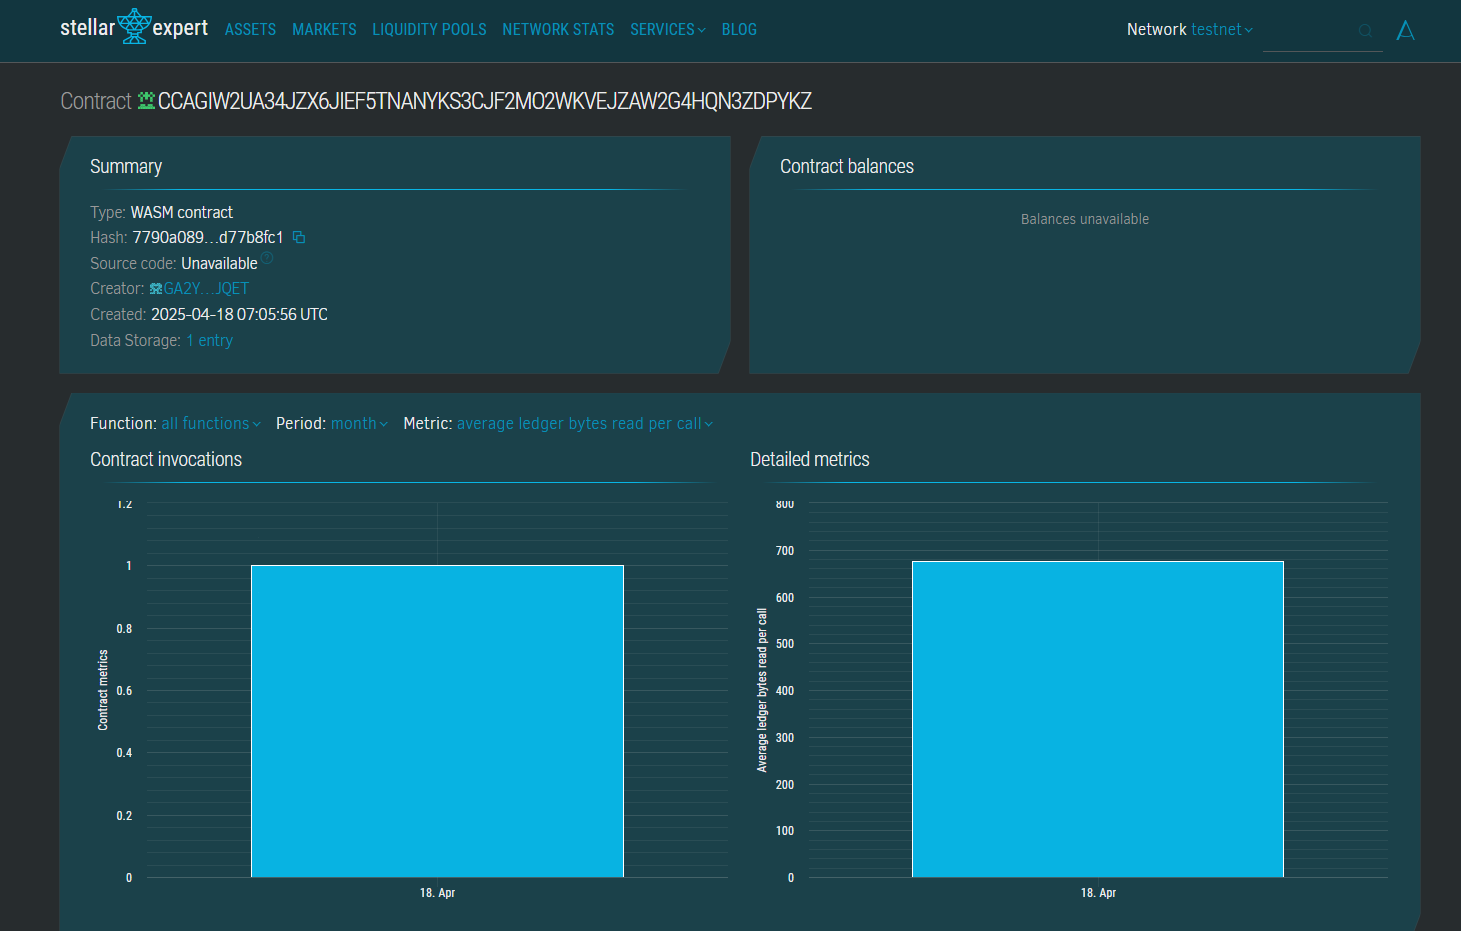 stellar expert ASSETS MARKETS LIQUIDITY POOLS NETWORK STATS SERVICES BLOG Network testnet
Contract CCAGIW2UA34JZX6JIEF5TNANYKS3CJF2MO2WKVEJZAW2G4HQN3ZDPYKZ
Summary
Type: WASM contract
Hash: 7790a089...d77b8fc1
Source code: Unavailable
Creator: GA2Y...JQET
Created: 2025-04-18 07:05:56 UTC
Data Storage: 1 entry
Contract balances
Balances unavailable
Function: all functions Period: month Metric: average ledger bytes read per call
Contract invocations
Contract metrics
1.2
1
0.8
0.6
0.4
0.2
0
18. Apr
Detailed metrics
Average ledger bytes read per call
800
700
600
500
400
300
200
100
0
18. Apr